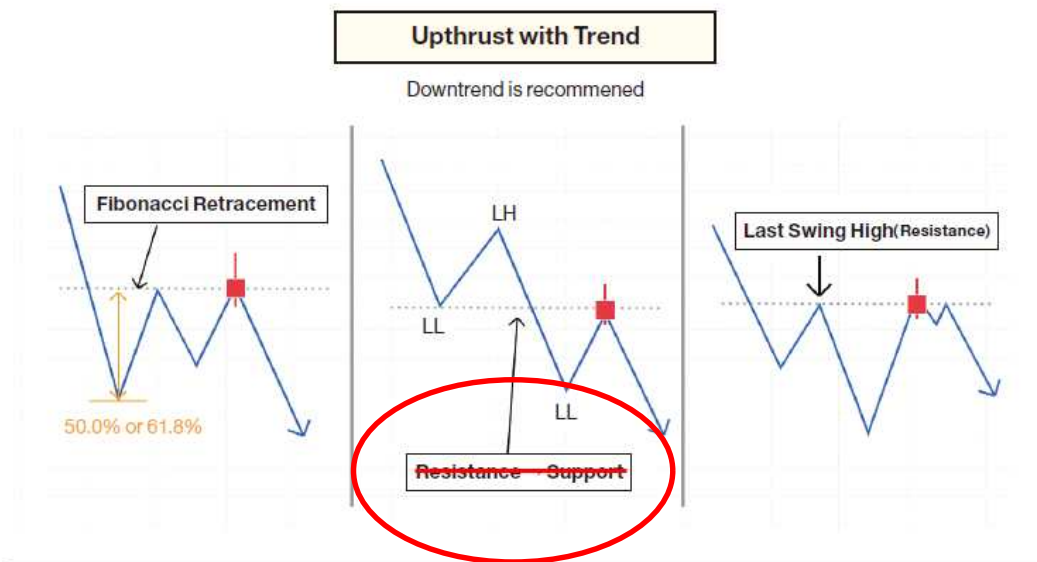 Upthrust with Trend
Downtrend is recommened
Fibonacci Retracement
50.0% or 61.8%
LH
LL
LL
Resistance → Support
Last Swing High(Resistance)